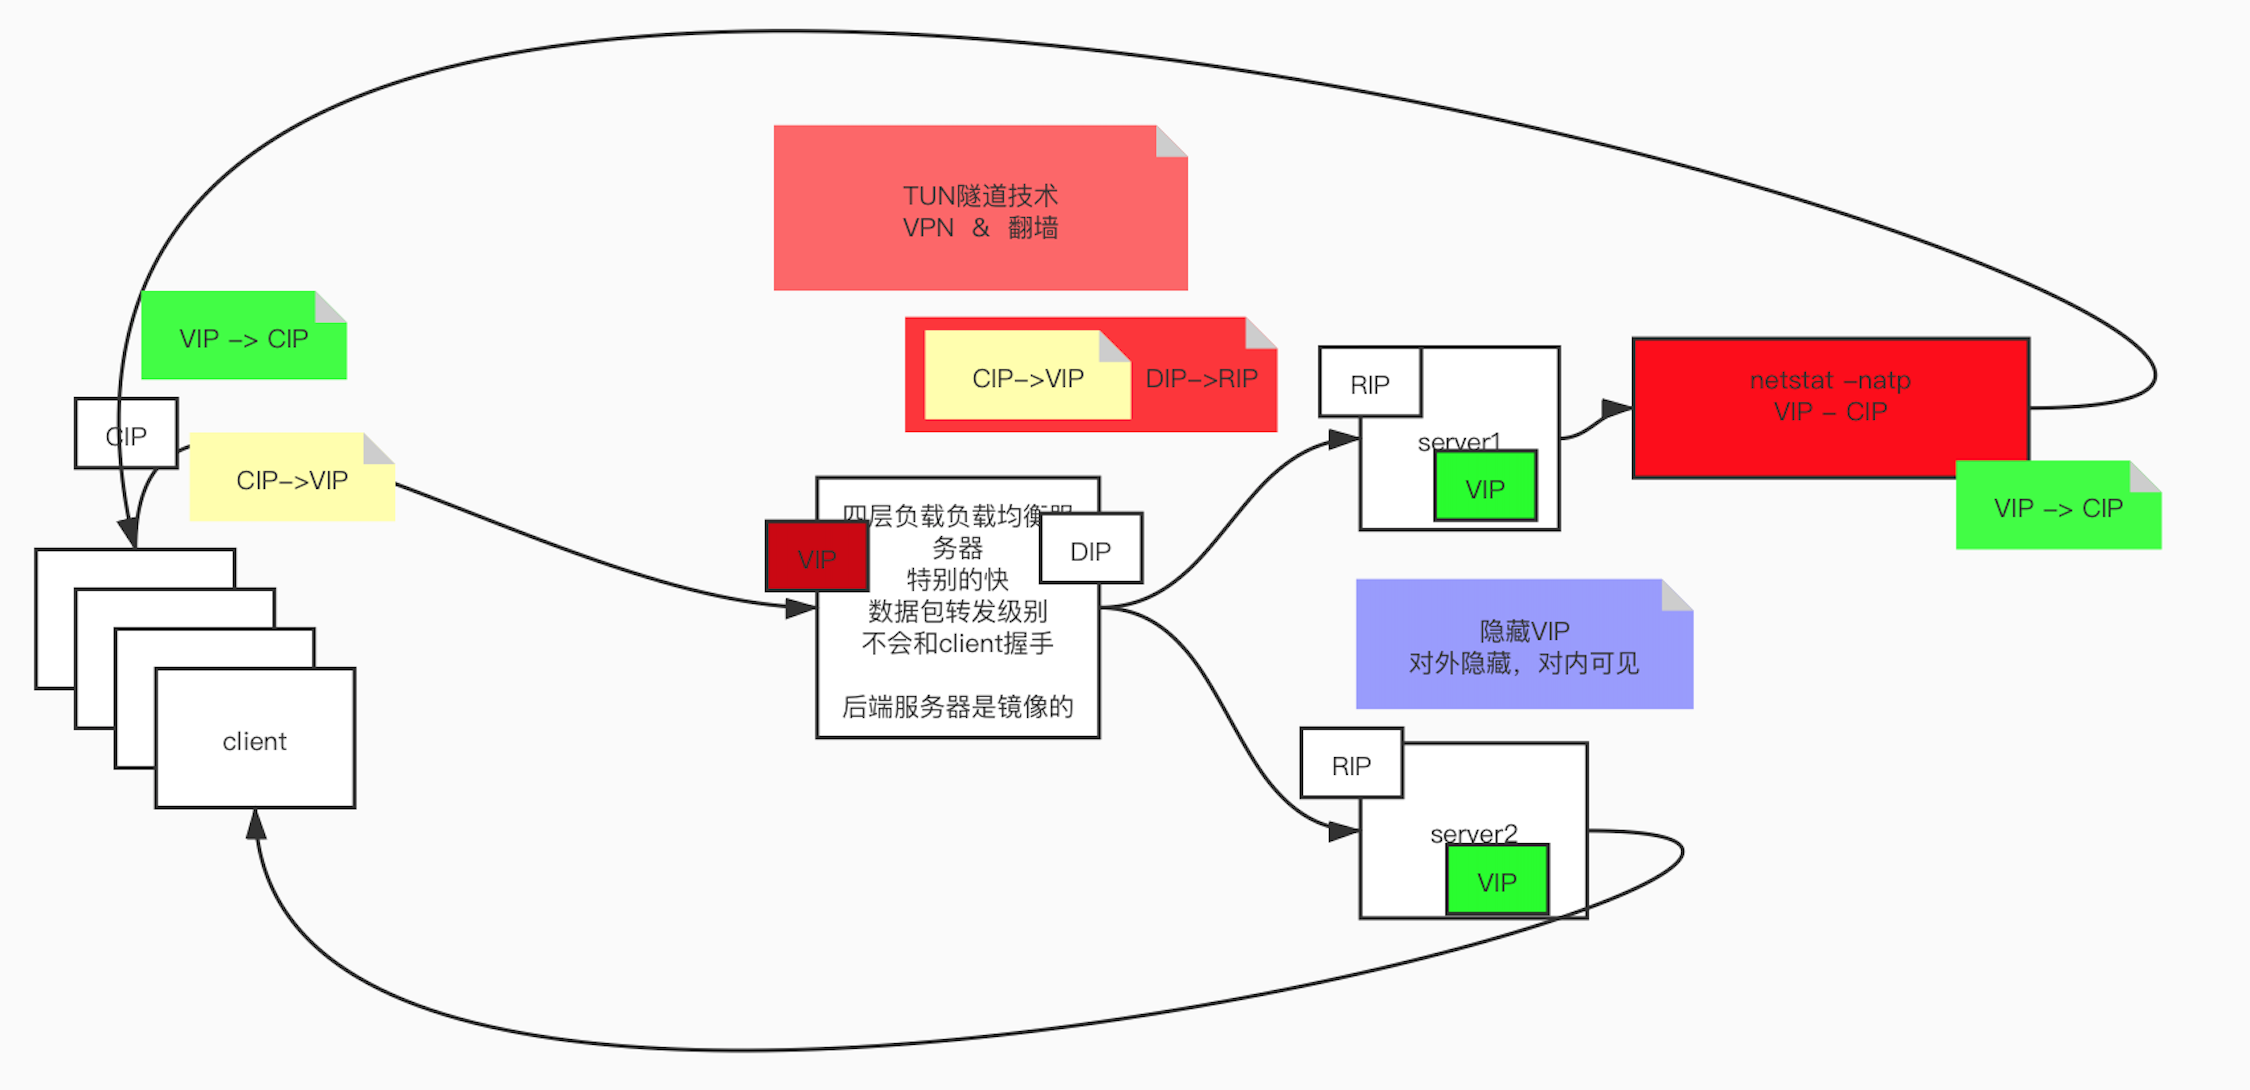 TUN隧道技术
VPN & 翻墙
VIP -> CIP
CIP
CIP->VIP
client
CIP->VIP
DIP->RIP
VIP
四层负载负载均衡服
务器
特别的快
数据包转发级别
不会和client握手
后端服务器是镜像的
DIP
RIP
server1
VIP
netstat -natp
VIP - CIP
VIP -> CIP
隐藏VIP
对外隐藏，对内可见
RIP
server2
VIP